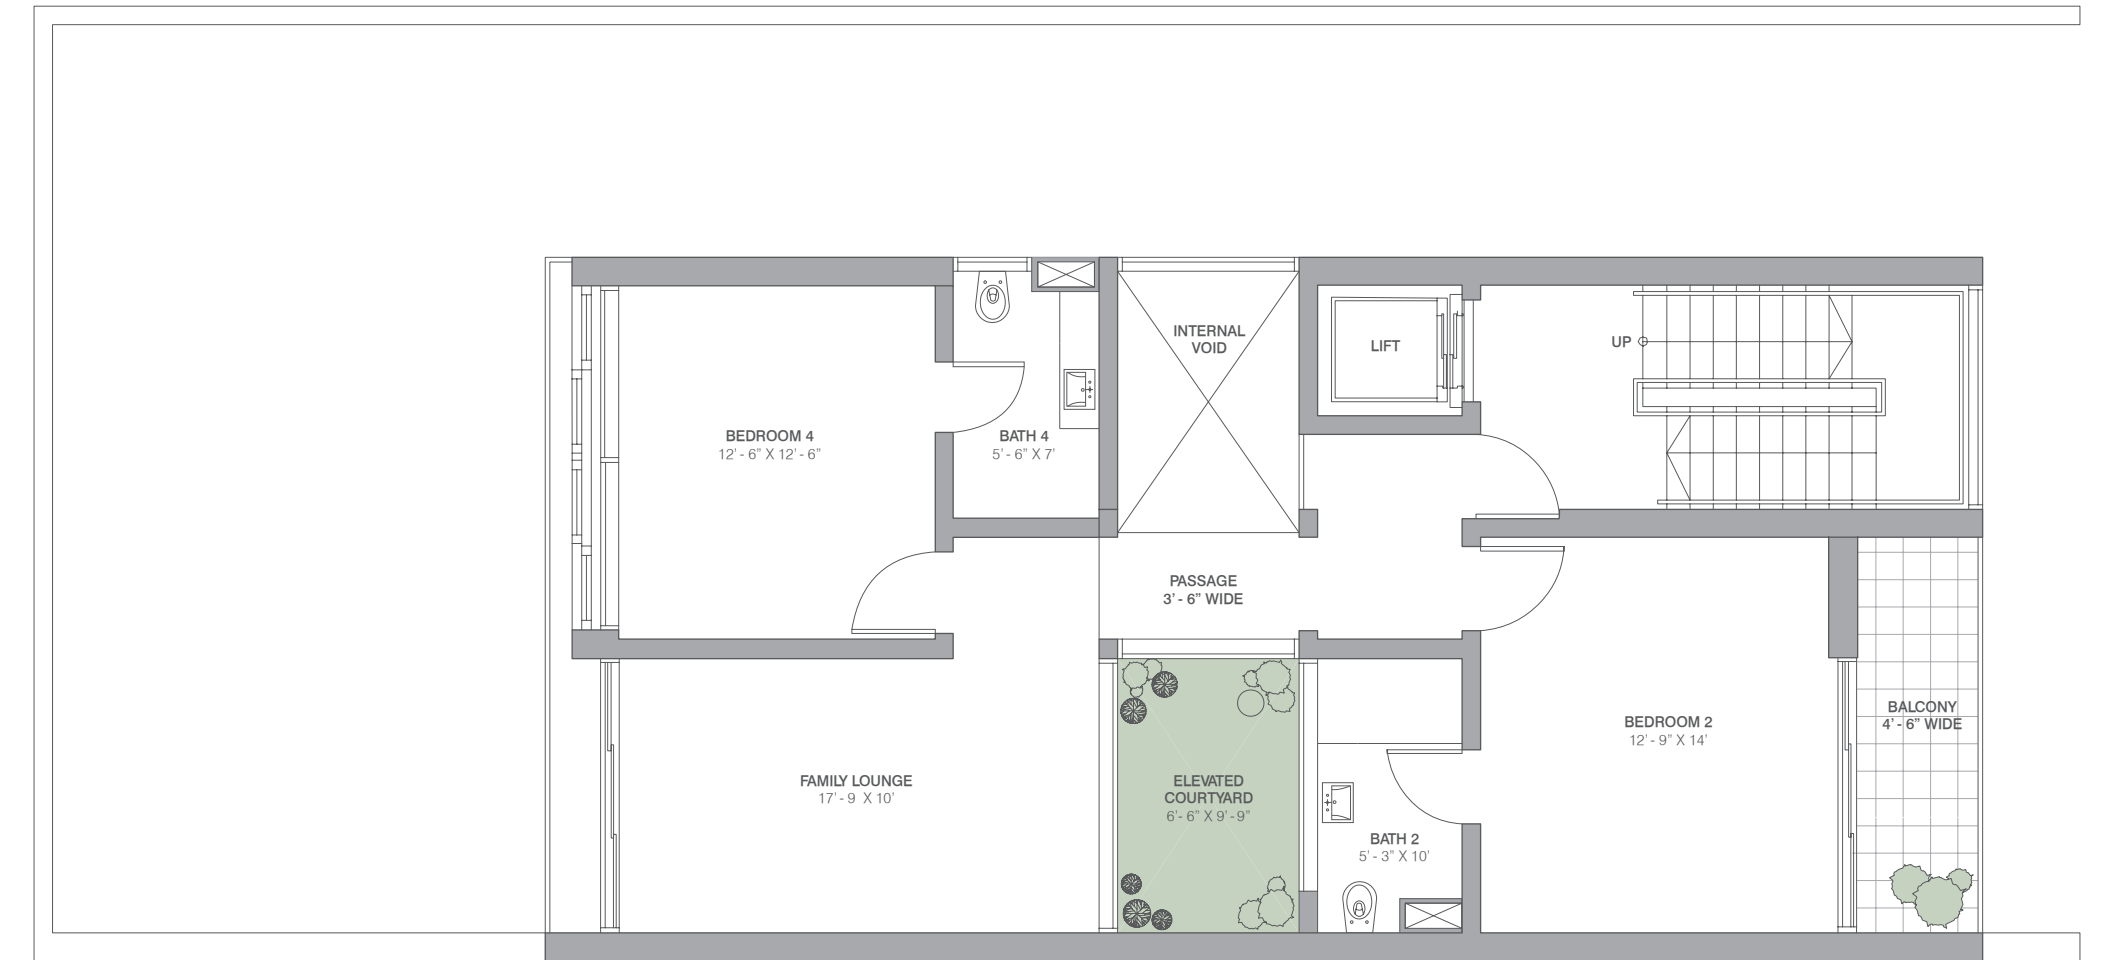 INTERNAL
VOID
LIFT
UP
BEDROOM 4
12' - 6” X 12' - 6”
BATH 4
5' - 6” X 7'
PASSAGE
3’ - 6” WIDE
BEDROOM 2
12' - 9” X 14'
BALCONY
4’ - 6” WIDE
FAMILY LOUNGE
17' - 9  X 10'
ELEVATED
COURTYARD
6'- 6” X 9' - 9”
BATH 2
5' - 3” X 10'